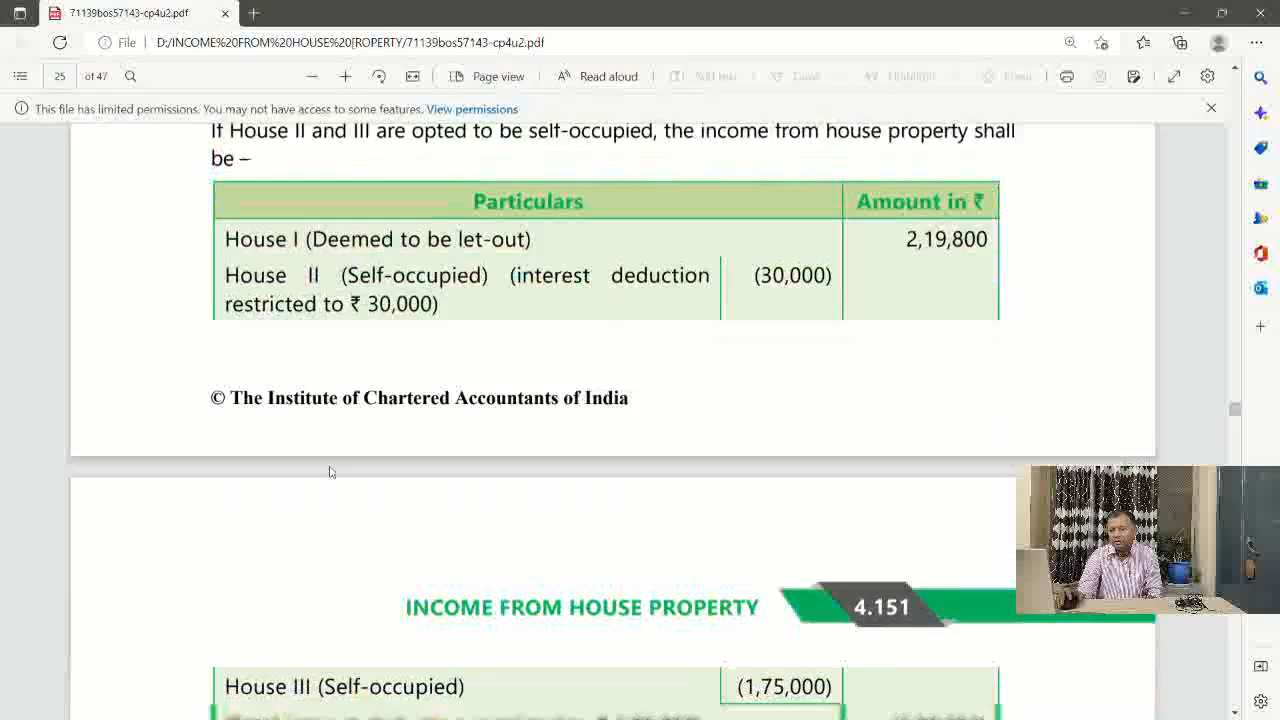 71139bos57143-cp4u2.pdf
File
D:/INCOME%20FROM%20HOUSE%20[ROPERTY/71139bos57143-cp4u2.pdf
25 of 47
Page view
Read aloud
This file has limited permissions. You may not have access to some features. View permissions
If House II and III are opted to be self-occupied, the income from house property shall
be –
Particulars Amount in ₹
House I (Deemed to be let-out) 2,19,800
House II (Self-occupied) (interest deduction (30,000)
restricted to ₹ 30,000)
© The Institute of Chartered Accountants of India
INCOME FROM HOUSE PROPERTY 4.151
House III (Self-occupied) (1,75,000)